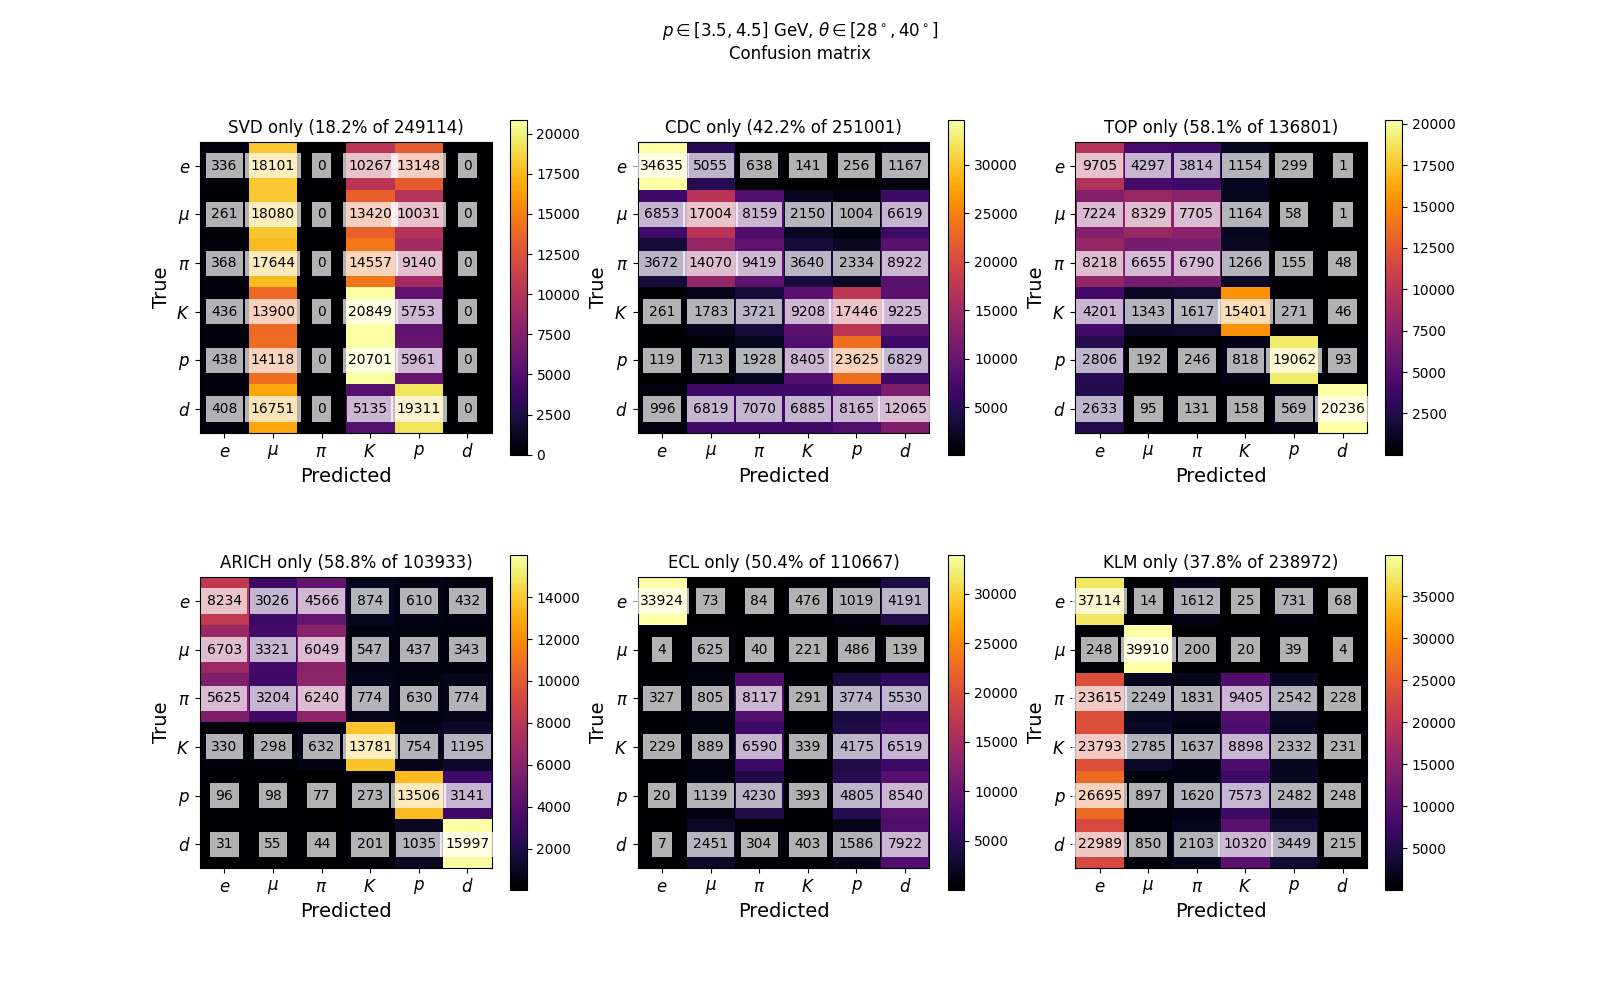 p ∈ [3.5, 4.5] GeV, θ ∈ [28°, 40°]
Confusion matrix
SVD only (18.2% of 249114)
e 336 18101 0 10267 13148 0
μ 261 18080 0 13420 10031 0
π 368 17644 0 14557 9140 0
K 436 13900 0 20849 5753 0
p 438 14118 0 20701 5961 0
d 408 16751 0 5135 19311 0
e μ π K p d
Predicted
True
20000
17500
15000
12500
10000
7500
5000
2500
0
CDC only (42.2% of 251001)
e 34635 5055 638 141 256 1167
μ 6853 17004 8159 2150 1004 6619
π 3672 14070 9419 3640 2334 8922
K 261 1783 3721 9208 17446 9225
p 119 713 1928 8405 23625 6829
d 996 6819 7070 6885 8165 12065
e μ π K p d
Predicted
True
30000
25000
20000
15000
10000
5000
TOP only (58.1% of 136801)
e 9705 4297 3814 1154 299 1
μ 7224 8329 7705 1164 58 1
π 8218 6655 6790 1266 155 48
K 4201 1343 1617 15401 271 46
p 2806 192 246 818 19062 93
d 2633 95 131 158 569 20236
e μ π K p d
Predicted
True
20000
17500
15000
12500
10000
7500
5000
2500
ARICH only (58.8% of 103933)
e 8234 3026 4566 874 610 432
μ 6703 3321 6049 547 437 343
π 5625 3204 6240 774 630 774
K 330 298 632 13781 754 1195
p 96 98 77 273 13506 3141
d 31 55 44 201 1035 15997
e μ π K p d
Predicted
True
14000
12000
10000
8000
6000
4000
2000
ECL only (50.4% of 110667)
e 33924 73 84 476 1019 4191
μ 4 625 40 221 486 139
π 327 805 8117 291 3774 5530
K 229 889 6590 339 4175 6519
p 20 1139 4230 393 4805 8540
d 7 2451 304 403 1586 7922
e μ π K p d
Predicted
True
30000
25000
20000
15000
10000
5000
KLM only (37.8% of 238972)
e 37114 14 1612 25 731 68
μ 248 39910 200 20 39 4
π 23615 2249 1831 9405 2542 228
K 23793 2785 1637 8898 2332 231
p 26695 897 1620 7573 2482 248
d 22989 850 2103 10320 3449 215
e μ π K p d
Predicted
True
35000
30000
25000
20000
15000
10000
5000